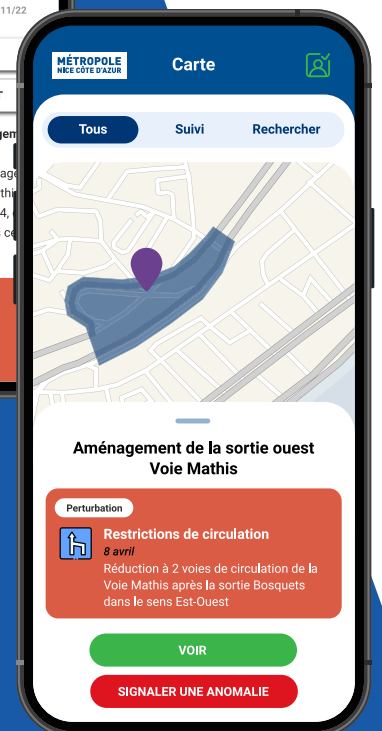 11/22
MÉTROPOLE
NICE CÔTE D'AZUR
Carte
Tous
Suivi
Rechercher
Aménagement de la sortie ouest
Voie Mathis
Perturbation
Restrictions de circulation
8 avril
Réduction à 2 voies de circulation de la
Voie Mathis après la sortie Bosquets
dans le sens Est-Ouest
VOIR
SIGNALER UNE ANOMALIE